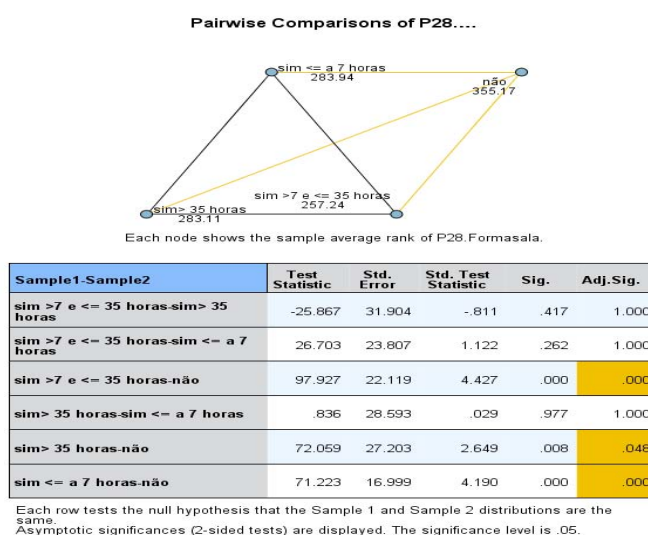 Pairwise Comparisons of P28....
sim <= a 7 horas
283.94
não
355.17
sim >7 e <= 35 horas
257.24
sim> 35 horas
283.11
Each node shows the sample average rank of P28.Formasala.
Sample1-Sample2 Test Statistic Std. Error Std. Test Statistic Sig. Adj.Sig.
sim >7 e <= 35 horas-sim> 35 horas -25.867 31.904 -.811 .417 1.000
sim >7 e <= 35 horas-sim <= a 7 horas 26.703 23.807 1.122 .262 1.000
sim >7 e <= 35 horas-não 97.927 22.119 4.427 .000 .000
sim> 35 horas-sim <= a 7 horas .836 28.593 .029 .977 1.000
sim> 35 horas-não 72.059 27.203 2.649 .008 .048
sim <= a 7 horas-não 71.223 16.999 4.190 .000 .000
Each row tests the null hypothesis that the Sample 1 and Sample 2 distributions are the
same.
Asymptotic significances (2-sided tests) are displayed. The significance level is .05.